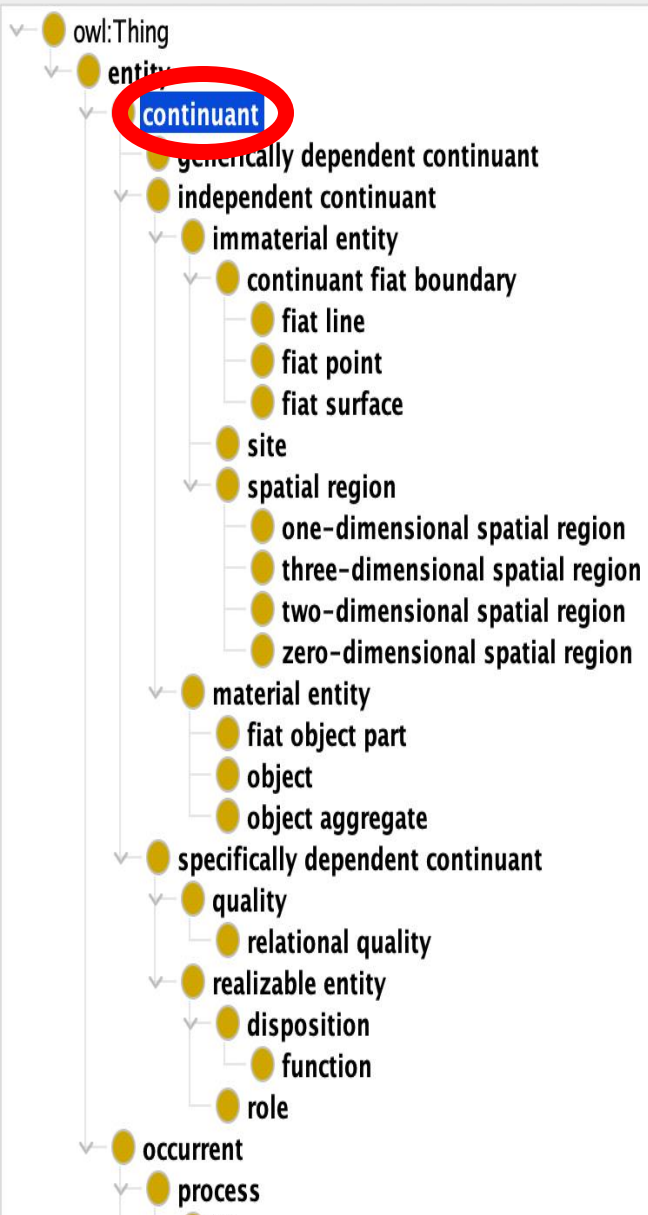 owl:Thing
entity
continuant
generically dependent continuant
independent continuant
immaterial entity
continuant fiat boundary
fiat line
fiat point
fiat surface
site
spatial region
one-dimensional spatial region
three-dimensional spatial region
two-dimensional spatial region
zero-dimensional spatial region
material entity
fiat object part
object
object aggregate
specifically dependent continuant
quality
relational quality
realizable entity
disposition
function
role
occurrent
process